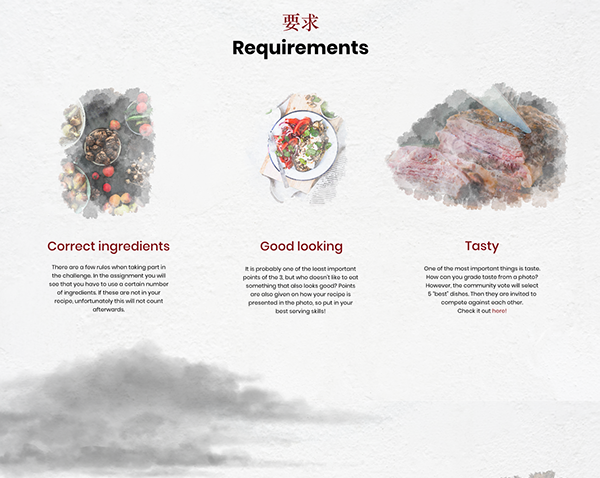 要求
Requirements
Correct ingredients
There are a few rules when taking part in
the challenge. In the assignment you will
see that you have to use a certain number
of ingredients. If these are not in your
recipe, unfortunately this will not count
afterwards.
Good looking
It is probably one of the least important
points of the 3, but who doesn't like to eat
something that also looks good? Points
are also given on how your recipe is
presented in the photo, so put in your
best serving skills!
Tasty
One of the most important things is taste.
How can you grade taste from a photo?
However, the community vote will select
5 "best" dishes. Then they are invited to
compete against each other.
Check it out here!